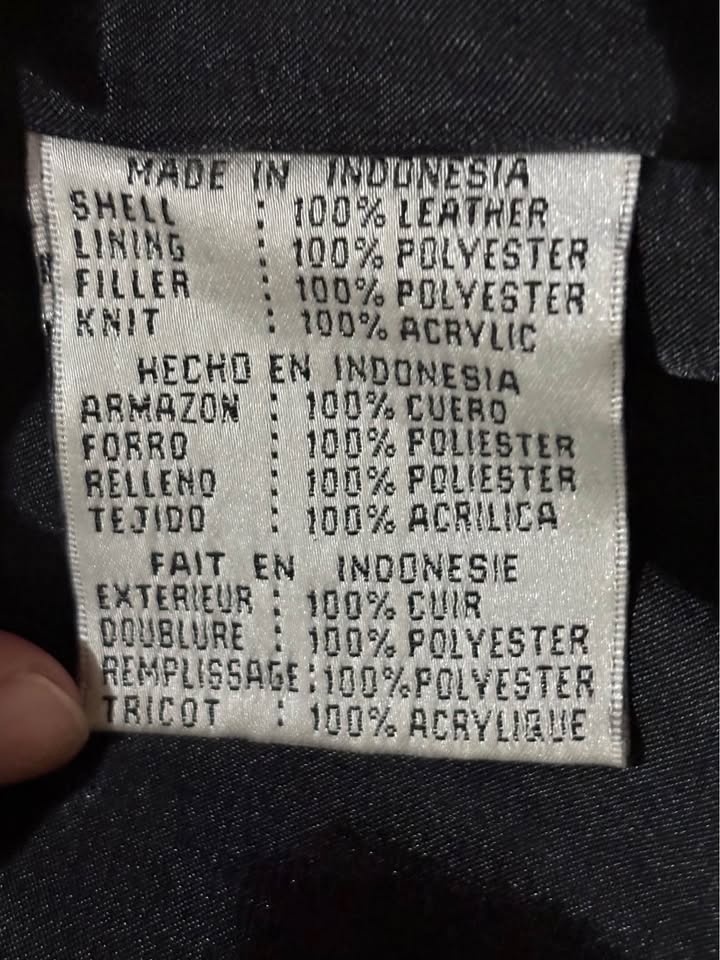 MADE IN INDONESIA
SHELL : 100% LEATHER
LINING : 100% POLYESTER
FILLER : 100% POLYESTER
KNIT : 100% ACRYLIC
HECHO EN INDONESIA
ARMAZON : 100% CUERO
FORRO : 100% POLIESTER
RELLENO : 100% POLIESTER
TEJIDO : 100% ACRILICA
FAIT EN INDONESIE
EXTERIEUR : 100% CUIR
DOUBLURE : 100% POLYESTER
REMPLISSAGE:100%POLYESTER
TRICOT : 100% ACRYLIQUE